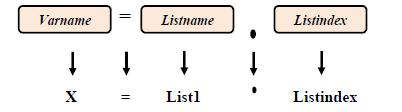 Varname = Listname . Listindex
X = List1 . Listindex